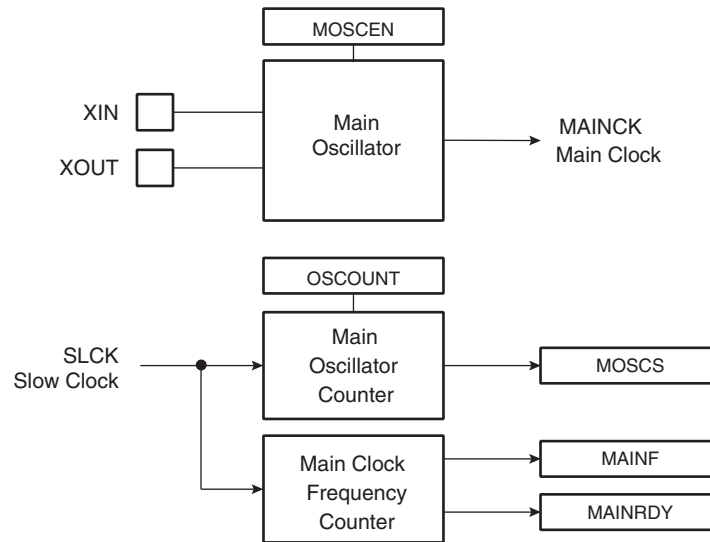 MOSCEN
XIN
XOUT
Main
Oscillator
MAINCK
Main Clock
OSCOUNT
SLCK
Slow Clock
Main
Oscillator
Counter
MOSCS
Main Clock
Frequency
Counter
MAINF
MAINRDY